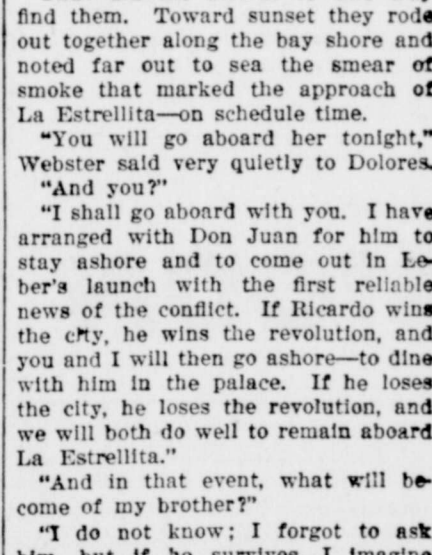 find them. Toward sunset they rode
out together along the bay shore and
noted far out to sea the smear of
smoke that marked the approach of
La Estrellita—on schedule time.
"You will go aboard her tonight,"
Webster said very quietly to Dolores.
"And you?"
"I shall go aboard with you. I have
arranged with Don Juan for him to
stay ashore and to come out in Le-
ber's launch with the first reliable
news of the conflict. If Ricardo wins
the city, he wins the revolution, and
you and I will then go ashore—to dine
with him in the palace. If he loses
the city, he loses the revolution, and
we will both do well to remain aboard
La Estrellita."
"And in that event, what will be-
come of my brother?"
"I do not know; I forgot to ask
him, but if he survives I imagine